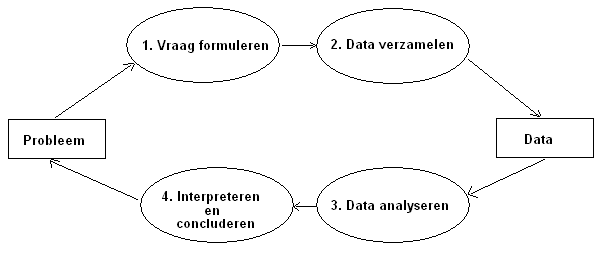 1. Vraag formuleren
2. Data verzamelen
Probleem
Data
4. Interpreteren
en
concluderen
3. Data analyseren